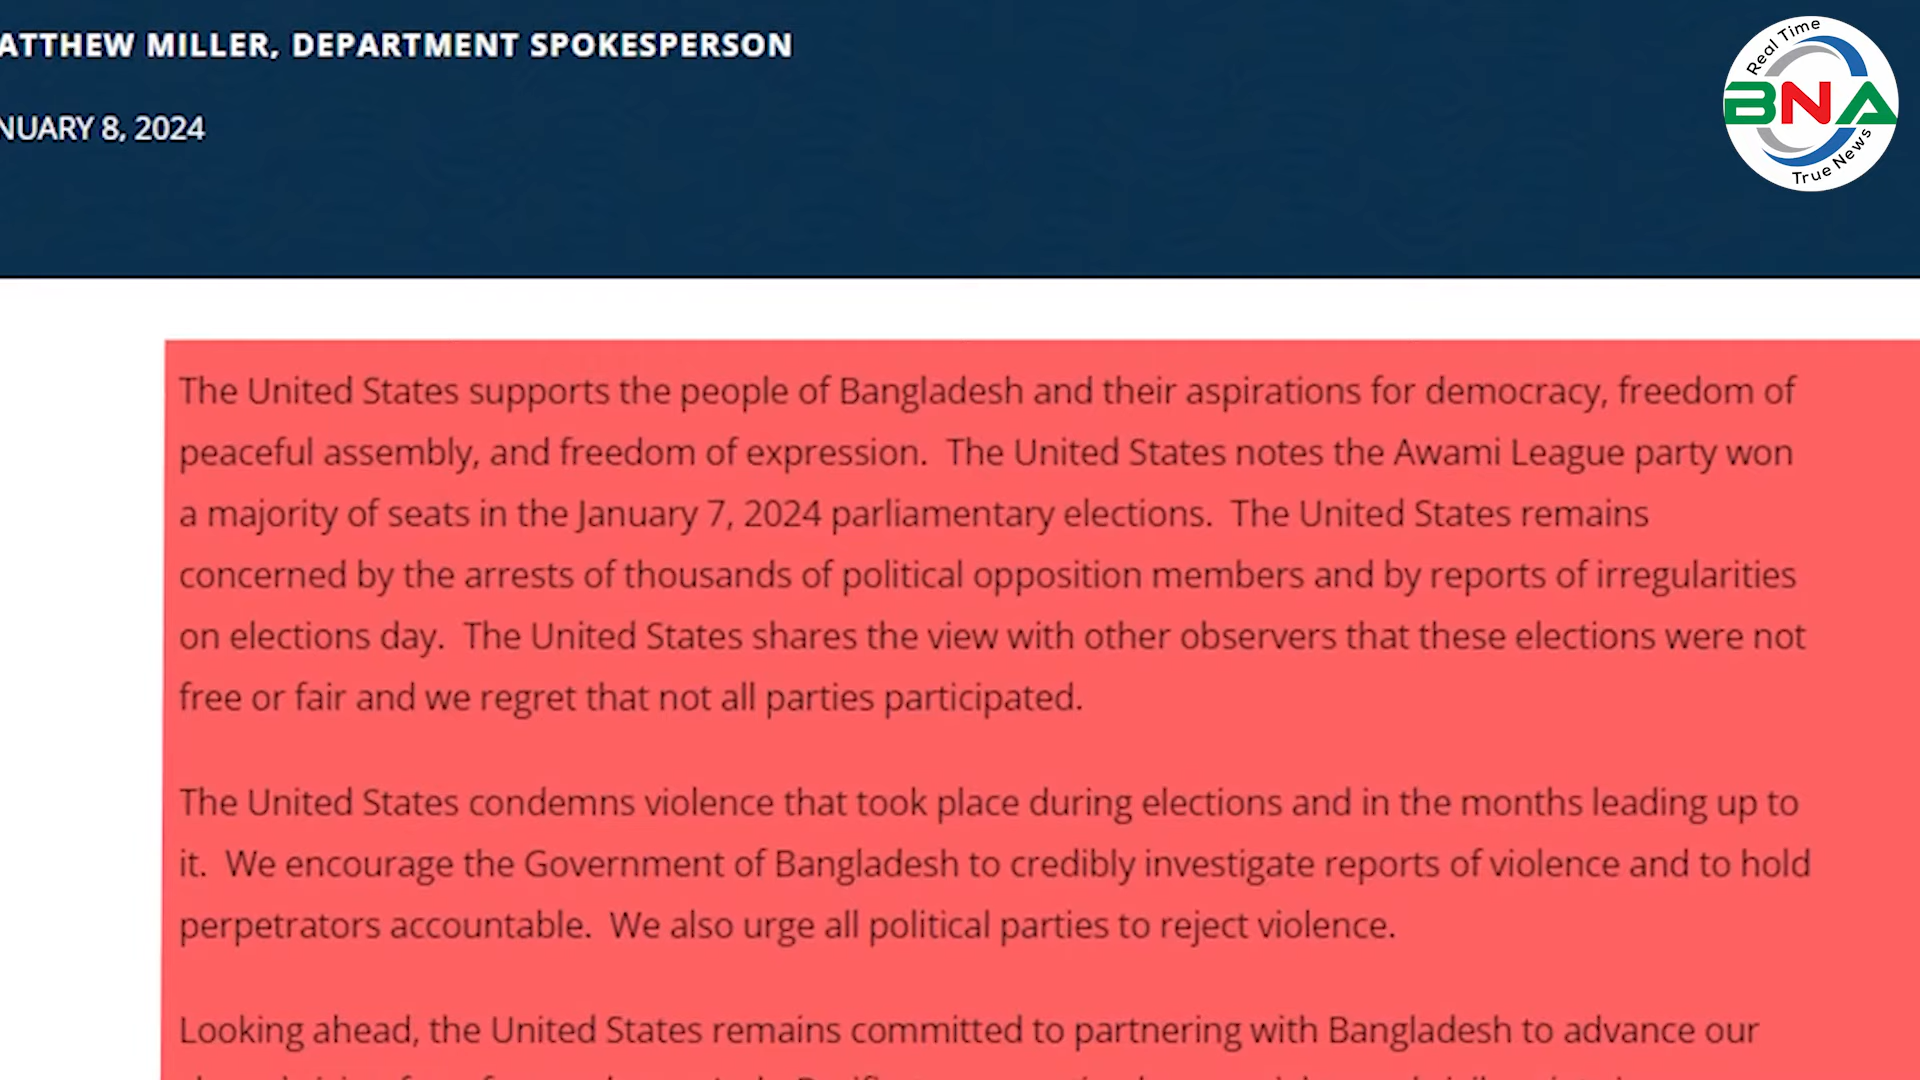 ATTHEW MILLER, DEPARTMENT SPOKESPERSON
NUARY 8, 2024
Real Time
BNA
True News
The United States supports the people of Bangladesh and their aspirations for democracy, freedom of
peaceful assembly, and freedom of expression.  The United States notes the Awami League party won
a majority of seats in the January 7, 2024 parliamentary elections.  The United States remains
concerned by the arrests of thousands of political opposition members and by reports of irregularities
on elections day.  The United States shares the view with other observers that these elections were not
free or fair and we regret that not all parties participated.
The United States condemns violence that took place during elections and in the months leading up to
it.  We encourage the Government of Bangladesh to credibly investigate reports of violence and to hold
perpetrators accountable.  We also urge all political parties to reject violence.
Looking ahead, the United States remains committed to partnering with Bangladesh to advance our